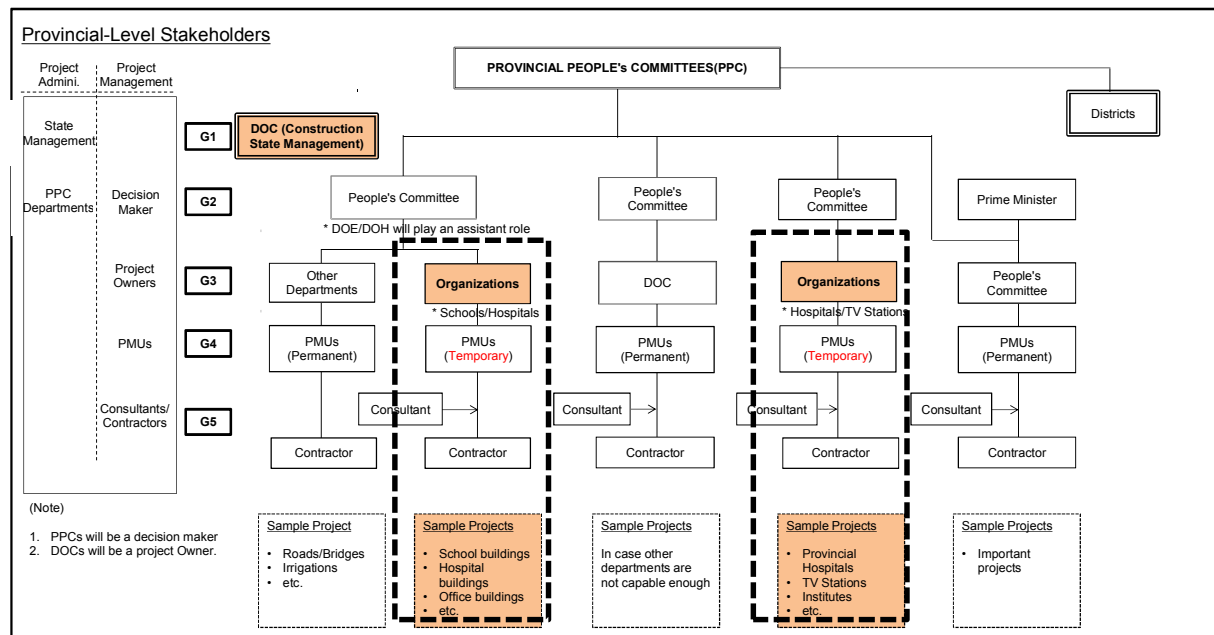 Provincial-Level Stakeholders
Project
Admini.
Project
Management
PROVINCIAL PEOPLE's COMMITTEES(PPC)
Districts
State
Management
G1
DOC (Construction
State Management)
PPC
Departments
Decision
Maker
G2
People's Committee
People's
Committee
People's
Committee
Prime Minister
* DOE/DOH will play an assistant role
Project
Owners
G3
Other
Departments
Organizations
DOC
Organizations
People's
Committee
* Schools/Hospitals
* Hospitals/TV Stations
PMUs
G4
PMUs
(Permanent)
PMUs
(Temporary)
PMUs
(Permanent)
PMUs
(Temporary)
PMUs
(Permanent)
Consultants/
Contractors
G5
Consultant
Consultant
Consultant
Consultant
Contractor
Contractor
Contractor
Contractor
Contractor
(Note)
1. PPCs will be a decision maker
2. DOCs will be a project Owner.
Sample Project
• Roads/Bridges
• Irrigations
• etc.
Sample Projects
• School buildings
• Hospital
buildings
• Office buildings
• etc.
Sample Projects
In case other
departments are
not capable enough
Sample Projects
• Provincial
Hospitals
• TV Stations
• Institutes
• etc.
Sample Projects
• Important
projects